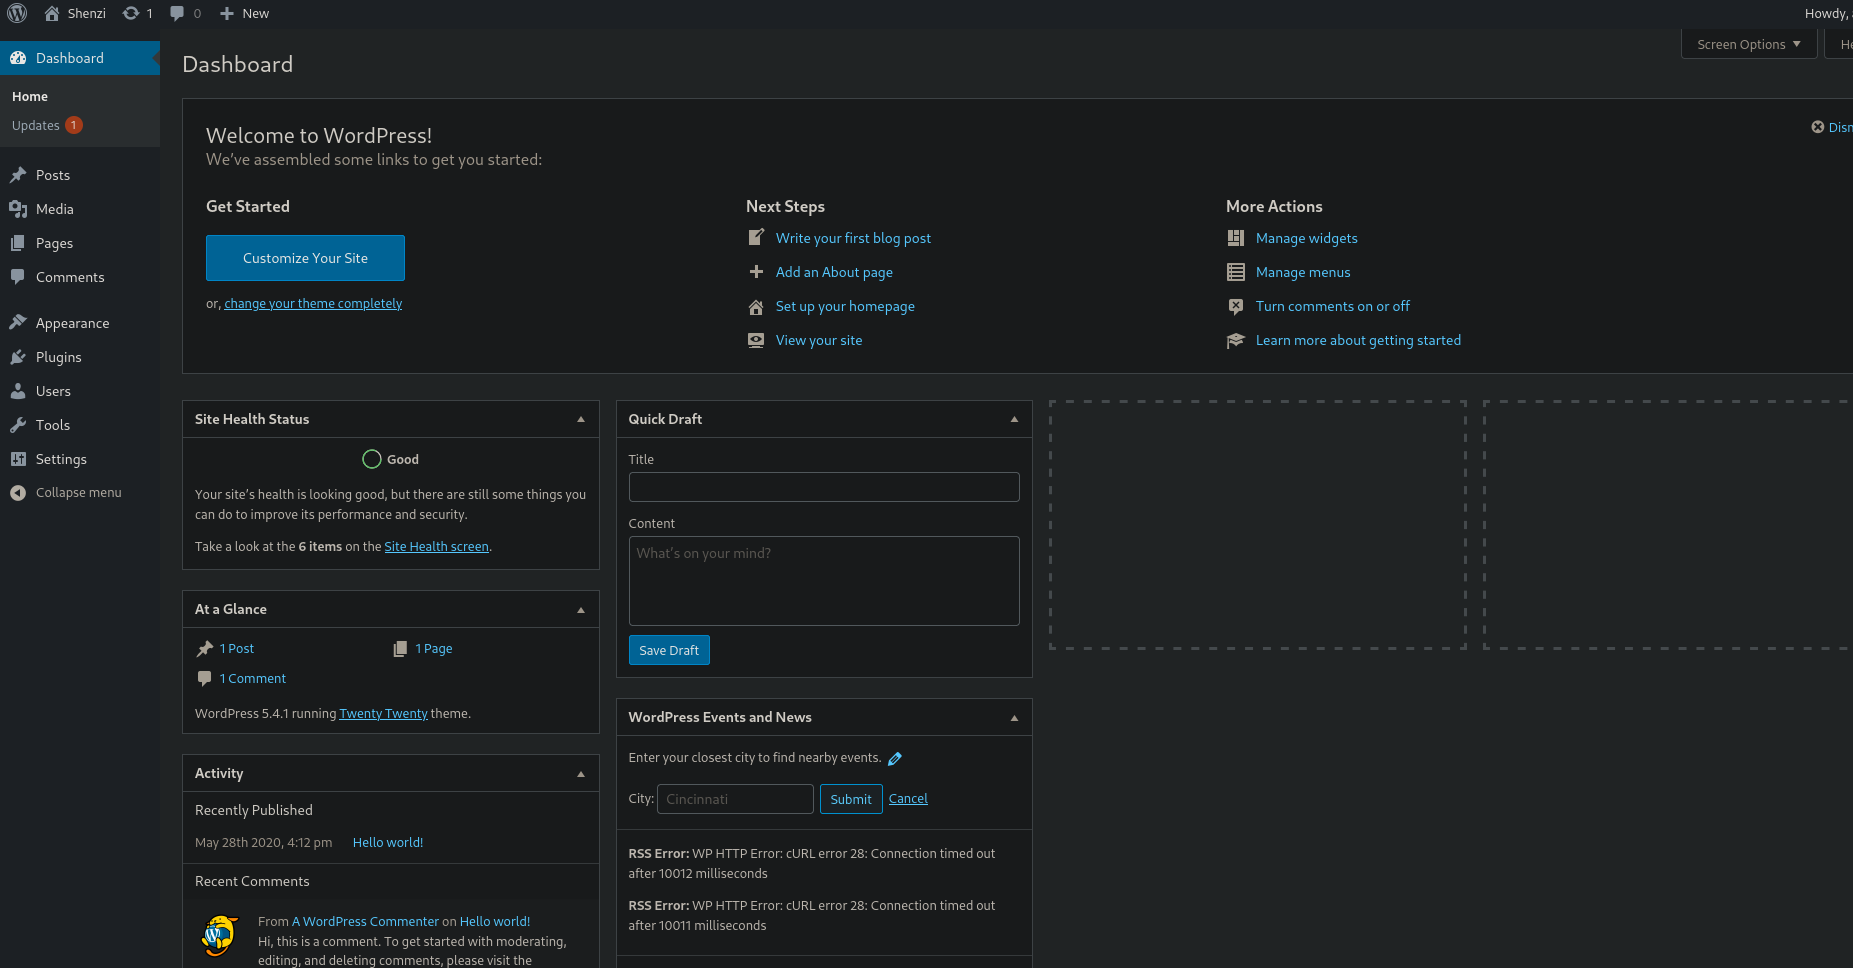 Shenzi 1 0 New Howdy,
Screen Options
Dashboard
Home
Updates 1
Posts
Media
Pages
Comments
Appearance
Plugins
Users
Tools
Settings
Collapse menu
Dashboard
Welcome to WordPress!
We've assembled some links to get you started:
Get Started
Customize Your Site
or, change your theme completely
Next Steps
Write your first blog post
Add an About page
Set up your homepage
View your site
More Actions
Manage widgets
Manage menus
Turn comments on or off
Learn more about getting started
Site Health Status
Good
Your site's health is looking good, but there are still some things you
can do to improve its performance and security.
Take a look at the 6 items on the Site Health screen.
At a Glance
1 Post 1 Page
1 Comment
WordPress 5.4.1 running Twenty Twenty theme.
Activity
Recently Published
May 28th 2020, 4:12 pm Hello world!
Recent Comments
From A WordPress Commenter on Hello world!
Hi, this is a comment. To get started with moderating,
editing, and deleting comments, please visit the
Quick Draft
Title
Content
What's on your mind?
Save Draft
WordPress Events and News
Enter your closest city to find nearby events.
City: Cincinnati Submit Cancel
RSS Error: WP HTTP Error: cURL error 28: Connection timed out
after 10012 milliseconds
RSS Error: WP HTTP Error: cURL error 28: Connection timed out
after 10011 milliseconds